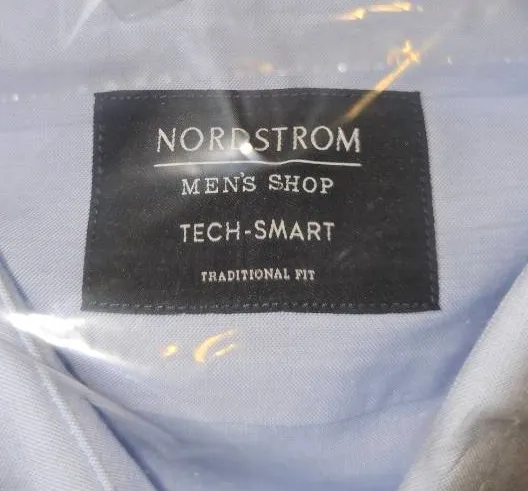 NORDSTROM
MEN'S SHOP
TECH-SMART
TRADITIONAL FIT